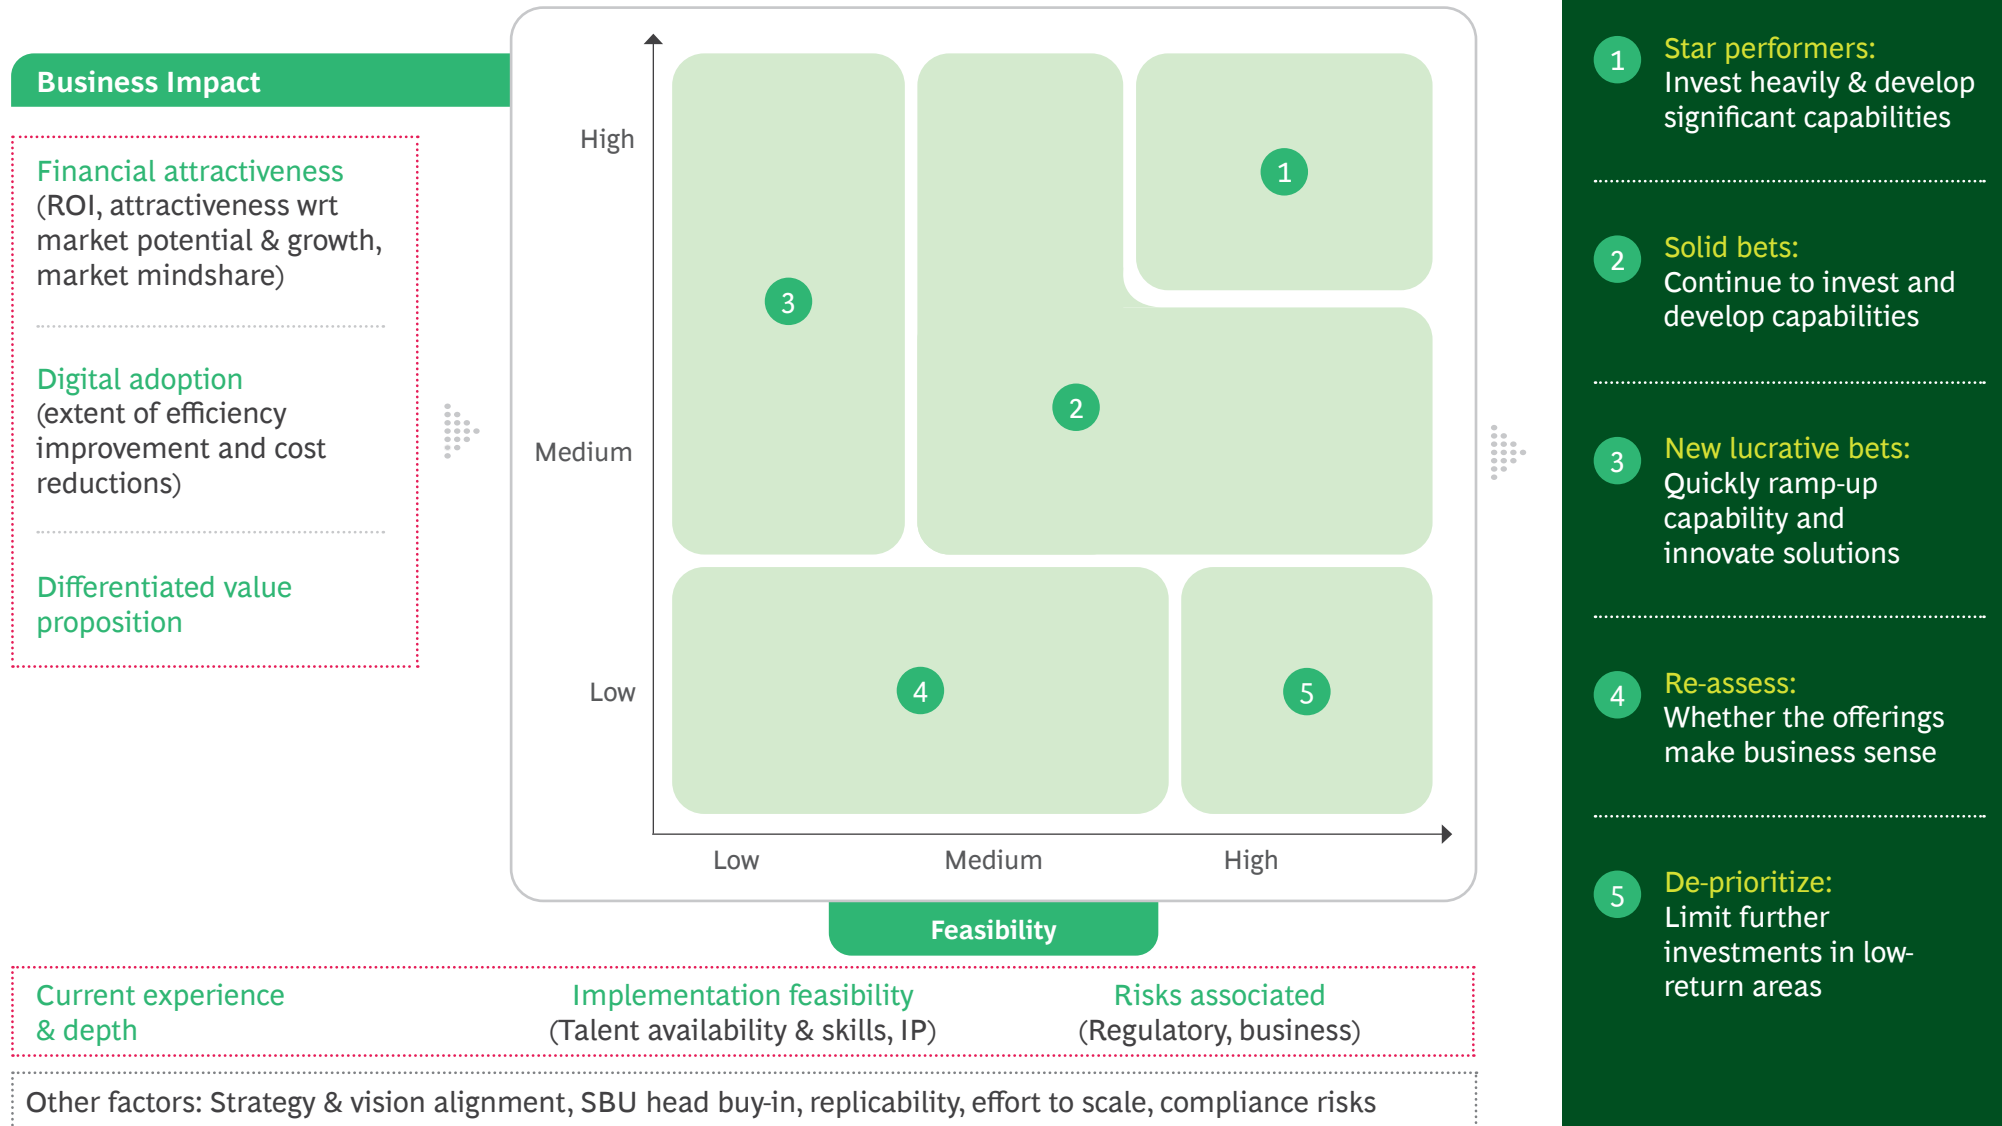 Business Impact
Financial attractiveness
(ROI, attractiveness wrt
market potential & growth,
market mindshare)
Digital adoption
(extent of efficiency
improvement and cost
reductions)
Differentiated value
proposition
High
Medium
Low
1
3
2
4
5
Low
Medium
High
Feasibility
Current experience
& depth
Implementation feasibility
(Talent availability & skills, IP)
Risks associated
(Regulatory, business)
Other factors: Strategy & vision alignment, SBU head buy-in, replicability, effort to scale, compliance risks
1
Star performers:
Invest heavily & develop
significant capabilities
2
Solid bets:
Continue to invest and
develop capabilities
3
New lucrative bets:
Quickly ramp-up
capability and
innovate solutions
4
Re-assess:
Whether the offerings
make business sense
5
De-prioritize:
Limit further
investments in low-
return areas